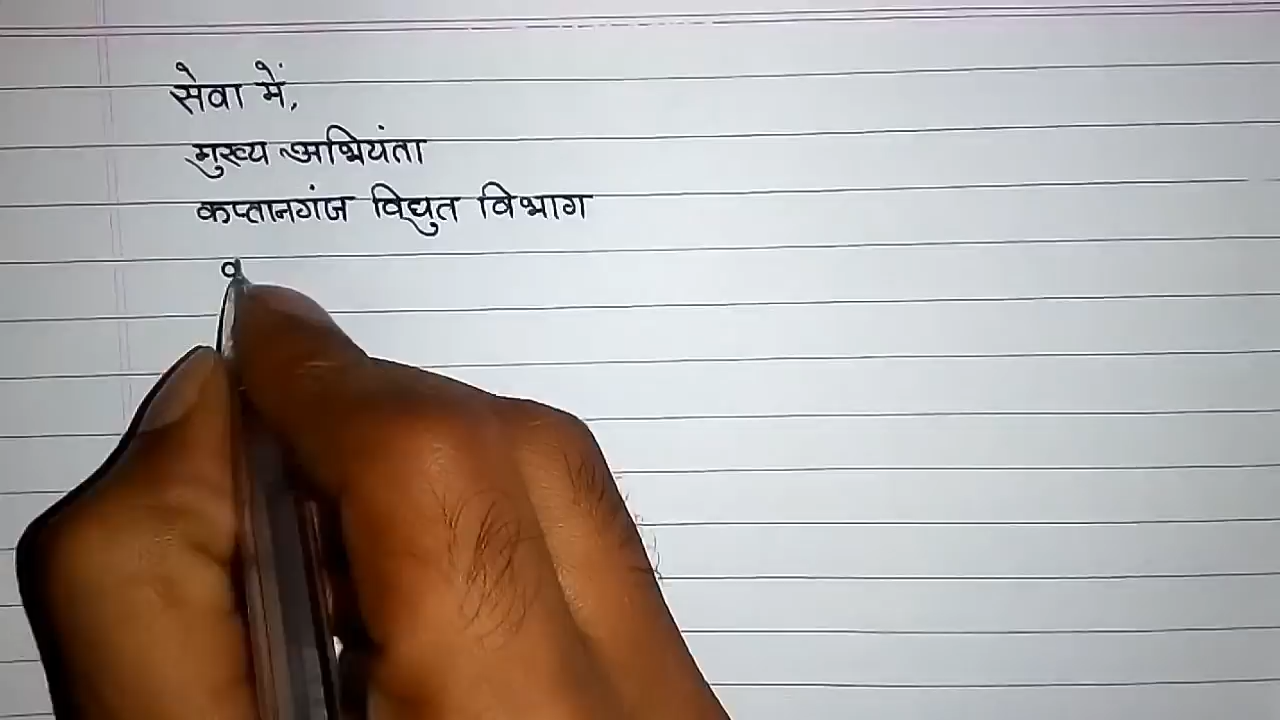 सेवा में,
मुख्य अभियंता
कप्तानगंज विद्युत विभाग